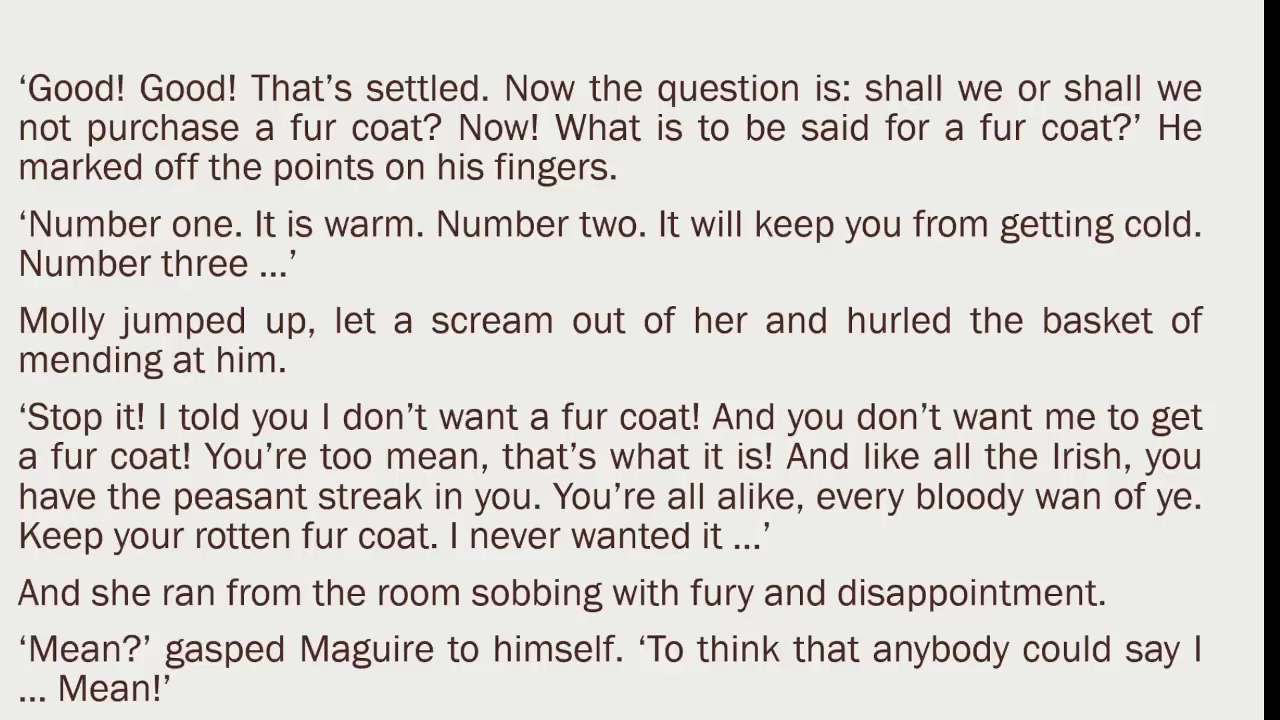 ‘Good! Good! That’s settled. Now the question is: shall we or shall we
not purchase a fur coat? Now! What is to be said for a fur coat?’ He
marked off the points on his fingers.
‘Number one. It is warm. Number two. It will keep you from getting cold.
Number three ...’
Molly jumped up, let a scream out of her and hurled the basket of
mending at him.
‘Stop it! I told you I don’t want a fur coat! And you don’t want me to get
a fur coat! You’re too mean, that’s what it is! And like all the Irish, you
have the peasant streak in you. You’re all alike, every bloody wan of ye.
Keep your rotten fur coat. I never wanted it ...’
And she ran from the room sobbing with fury and disappointment.
‘Mean?’ gasped Maguire to himself. ‘To think that anybody could say I
... Mean!’